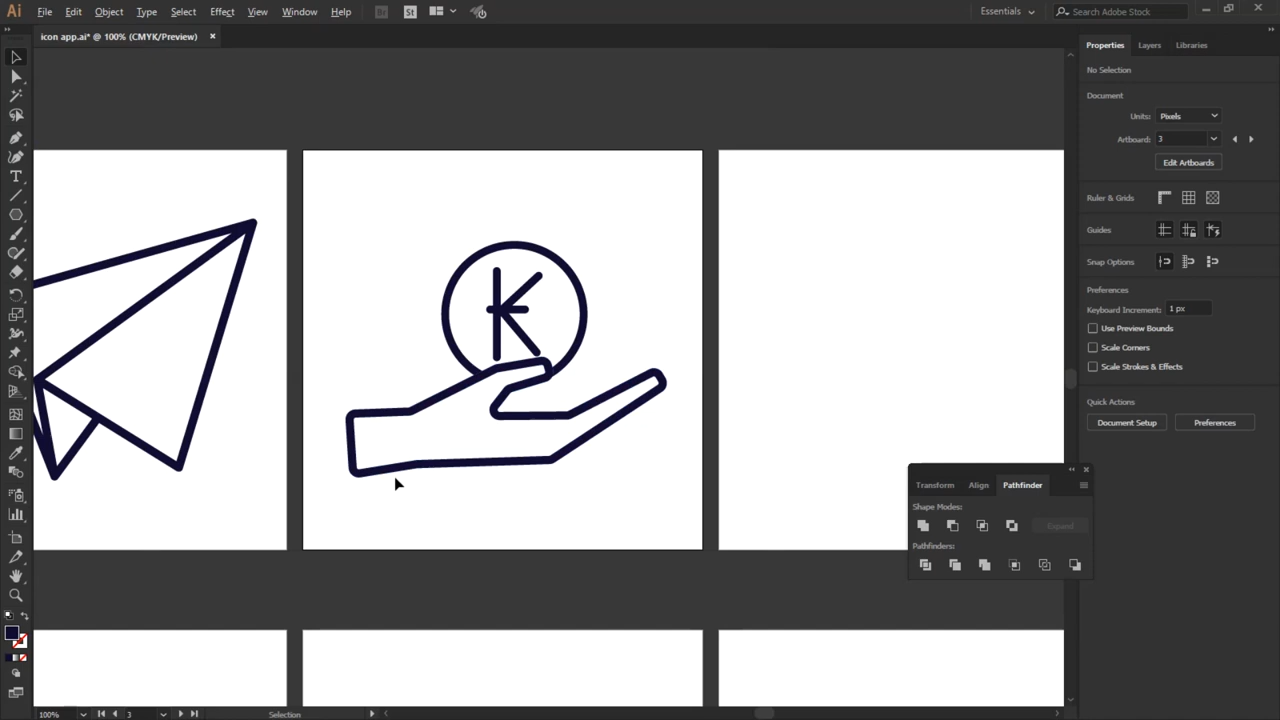 Ai File Edit Object Type Select Effect View Window Help Br St Essentials Search Adobe Stock
icon app.ai* @ 100% (CMYK/Preview) ×
Properties Layers Libraries
No Selection
Document
Units: Pixels
Artboard: 3
Edit Artboards
Ruler & Grids
Guides
Snap Options
Preferences
Keyboard Increment: 1 px
Use Preview Bounds
Scale Corners
Scale Strokes & Effects
Quick Actions
Document Setup Preferences
K
Transform Align Pathfinder
Shape Modes:
Expand
Pathfinders:
100% 3 Selection